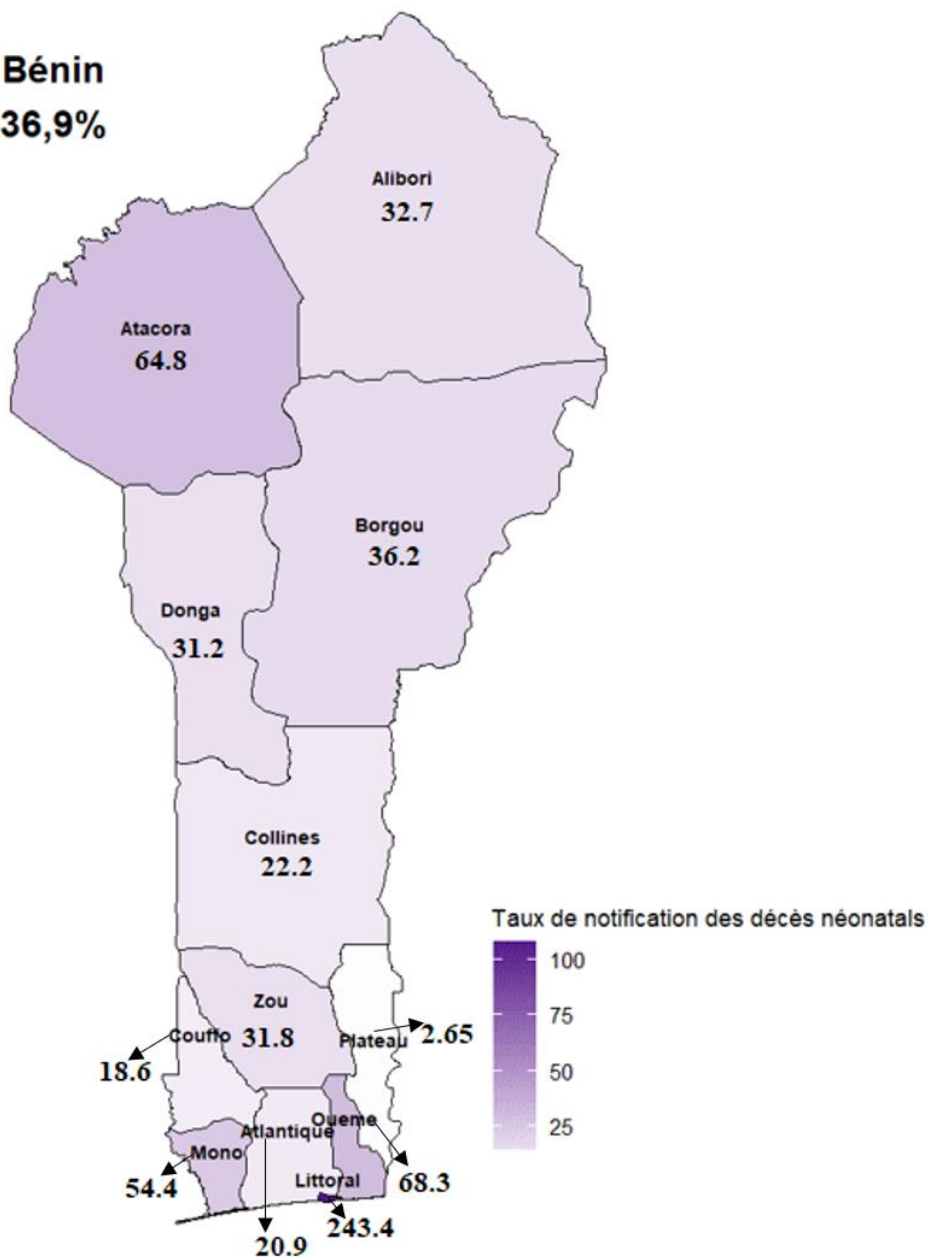 Bénin
36,9%
Alibori
32.7
Atacora
64.8
Borgou
36.2
Donga
31.2
Collines
22.2
Taux de notification des décès néonatals
100
75
50
25
Zou
31.8
Couffo
18.6
Plateau
2.65
Oueme
68.3
Atlantique
20.9
Mono
54.4
Littoral
243.4